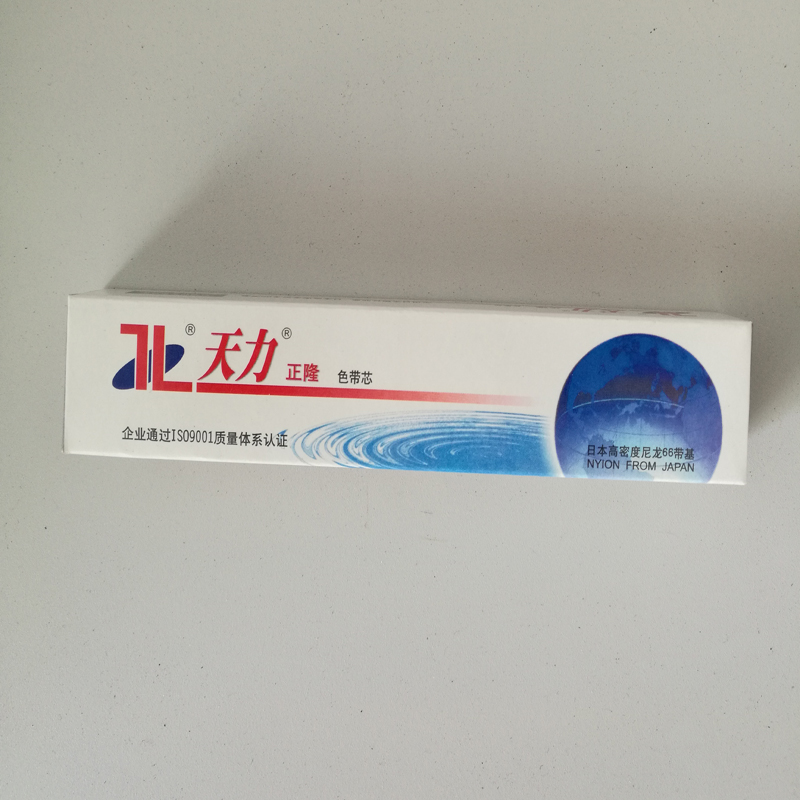 TL® 天力® 正隆 色带芯
企业通过ISO9001质量体系认证
日本高密度尼龙66带基
NYION FROM JAPAN